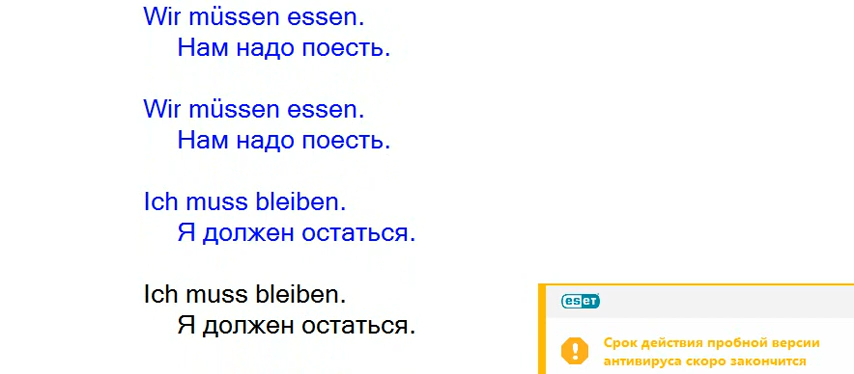 Wir müssen essen.
Нам надо поесть.
Wir müssen essen.
Нам надо поесть.
Ich muss bleiben.
Я должен остаться.
Ich muss bleiben.
Я должен остаться.
eset
Срок действия пробной версии
антивируса скоро закончится